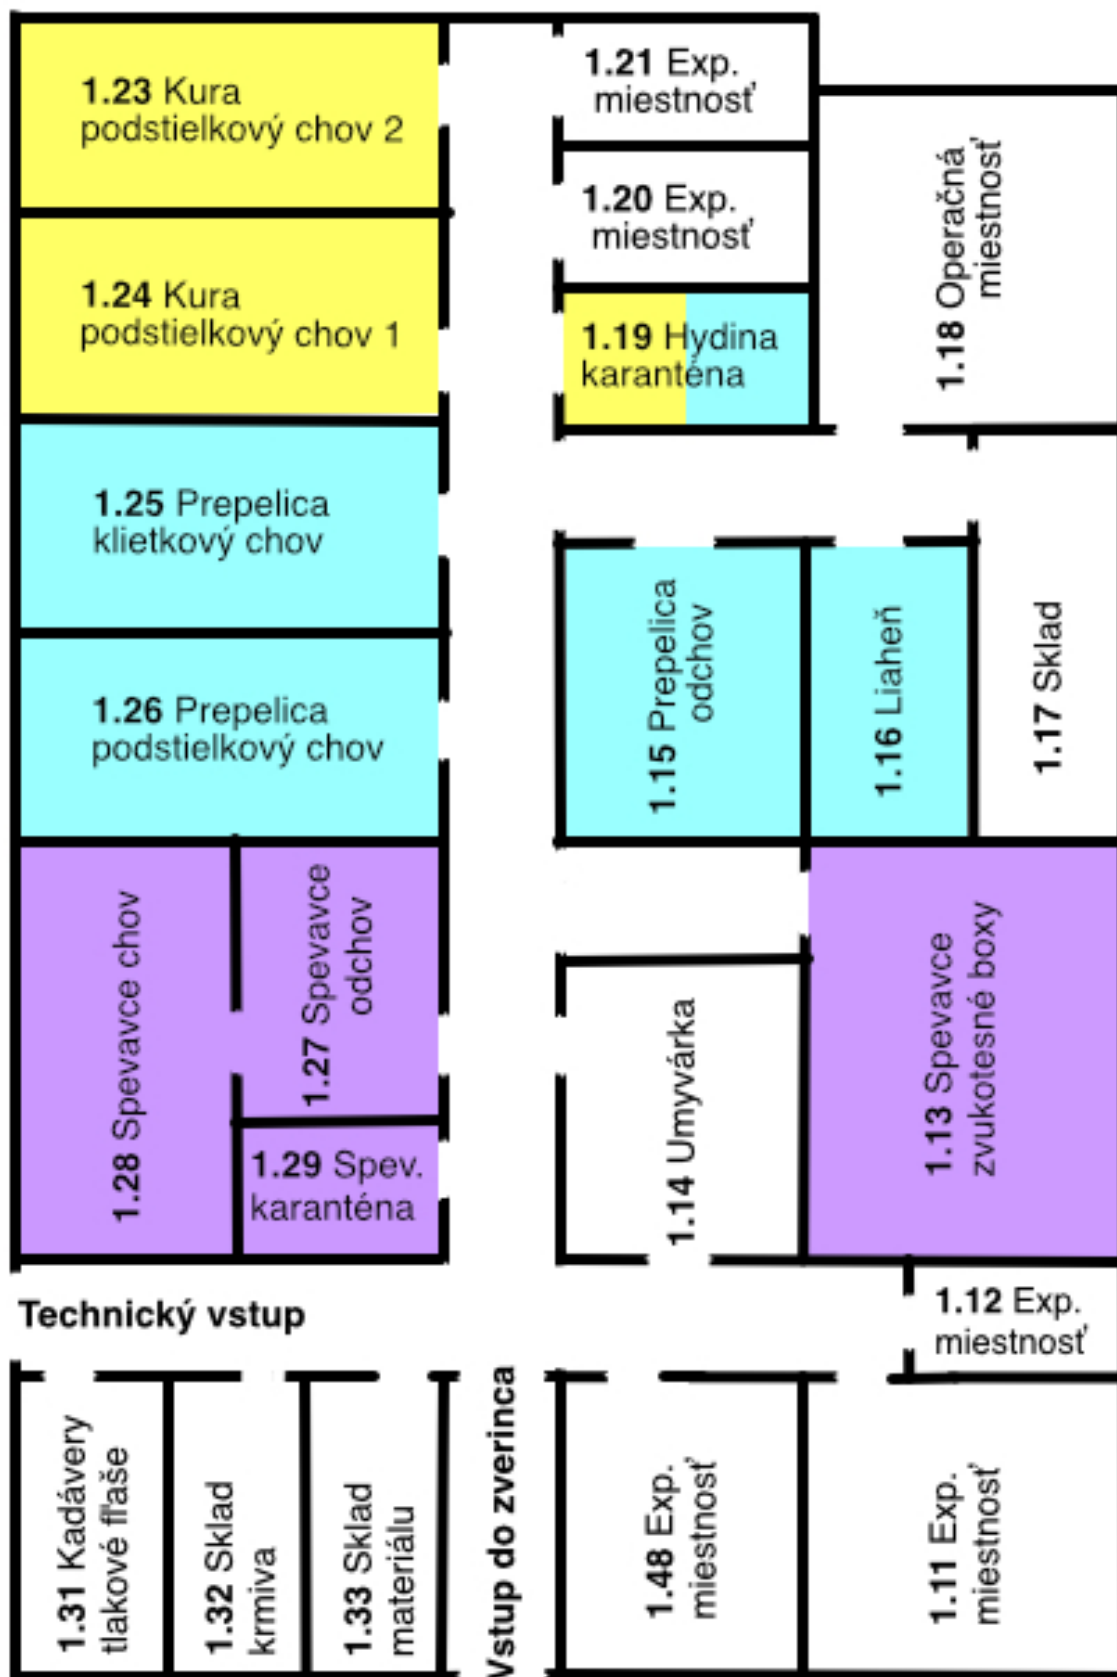 1.23 Kura
podstielkový chov 2
1.21 Exp.
miestnosť
1.20 Exp.
miestnosť
1.18 Operačná
miestnosť
1.24 Kura
podstielkový chov 1
1.19 Hydina
karanténa
1.25 Prepelica
klietkový chov
1.26 Prepelica
podstielkový chov
1.15 Prepelica
odchov
1.16 Liaheň
1.17 Sklad
1.28 Spevavce chov
1.27 Spevavce
odchov
1.29 Spev.
karanténa
1.14 Umyvárka
1.13 Spevavce
zvukotesné boxy
Technický vstup
1.12 Exp.
miestnosť
1.31 Kadávery
tlakové fľaše
1.32 Sklad
krmiva
1.33 Sklad
materiálu
Vstup do zverinca
1.48 Exp.
miestnosť
1.11 Exp.
miestnosť